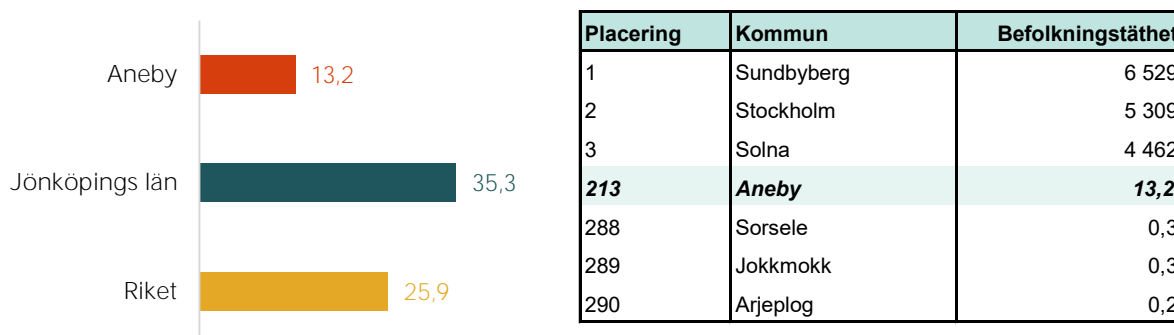 Aneby 13,2
Jönköpings län 35,3
Riket 25,9
Placering Kommun Befolkningstäthet
1 Sundbyberg 6 529
2 Stockholm 5 309
3 Solna 4 462
213 Aneby 13,2
288 Sorsele 0,3
289 Jokkmokk 0,3
290 Arjeplog 0,2